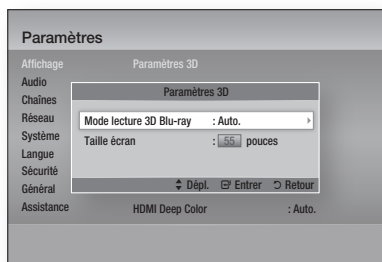 Paramètres
Affichage Paramètres 3D
Audio
Chaînes
Réseau
Système
Langue
Sécurité
Général
Assistance
Paramètres 3D
Mode lecture 3D Blu-ray : Auto.
Taille écran : 55 pouces
Dépl. Entrer Retour
HDMI Deep Color : Auto.